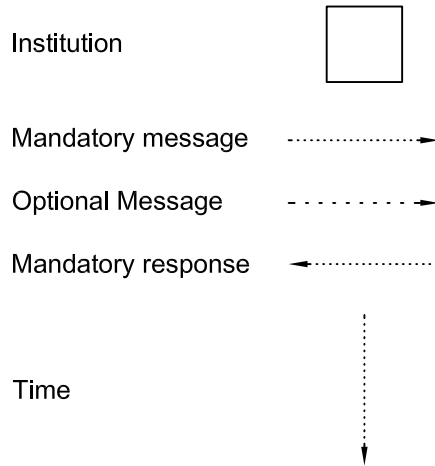 Institution
Mandatory message
Optional Message
Mandatory response
Time